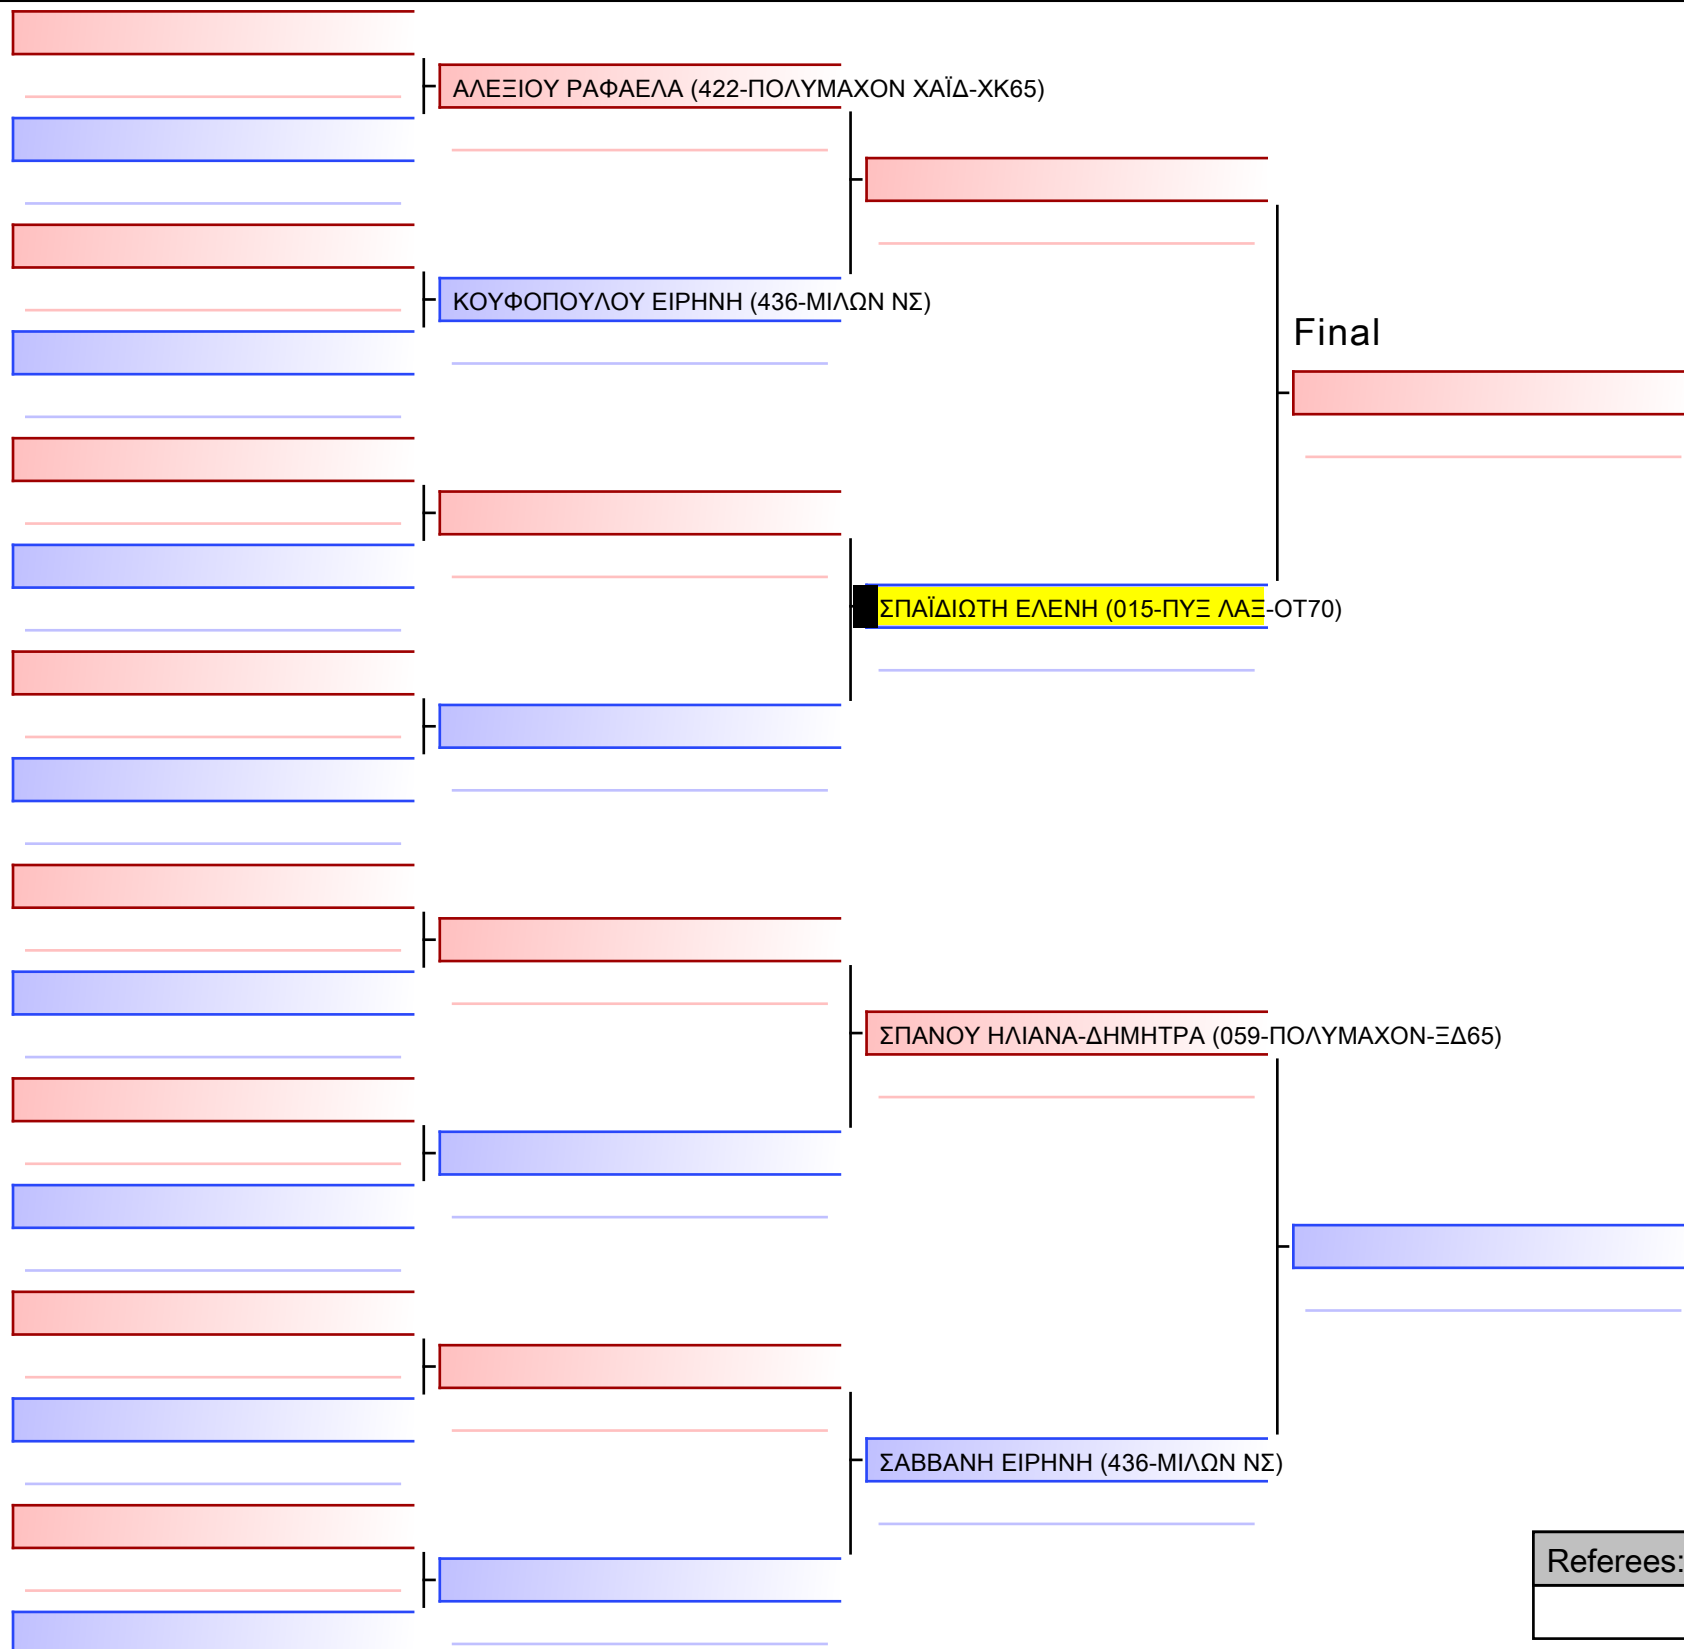 ΑΛΕΞΙΟΥ ΡΑΦΑΕΛΑ (422-ΠΟΛΥΜΑΧΟΝ ΧΑΪΔ-ΧΚ65)
ΚΟΥΦΟΠΟΥΛΟΥ ΕΙΡΗΝΗ (436-ΜΙΛΩΝ ΝΣ)
Final
ΣΠΑΪΔΙΩΤΗ ΕΛΕΝΗ (015-ΠΥΞ ΛΑΞ-ΟΤ70)
ΣΠΑΝΟΥ ΗΛΙΑΝΑ-ΔΗΜΗΤΡΑ (059-ΠΟΛΥΜΑΧΟΝ-ΞΔ65)
ΣΑΒΒΑΝΗ ΕΙΡΗΝΗ (436-ΜΙΛΩΝ ΝΣ)
Referees: